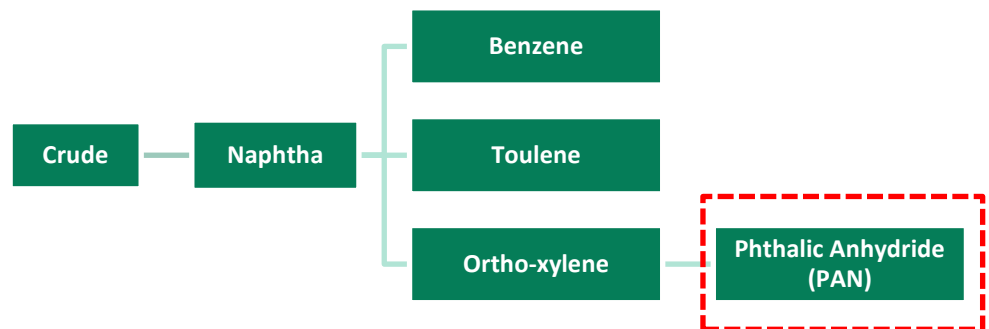 Crude
Naphtha
Benzene
Toulene
Ortho-xylene
Phthalic Anhydride
(PAN)